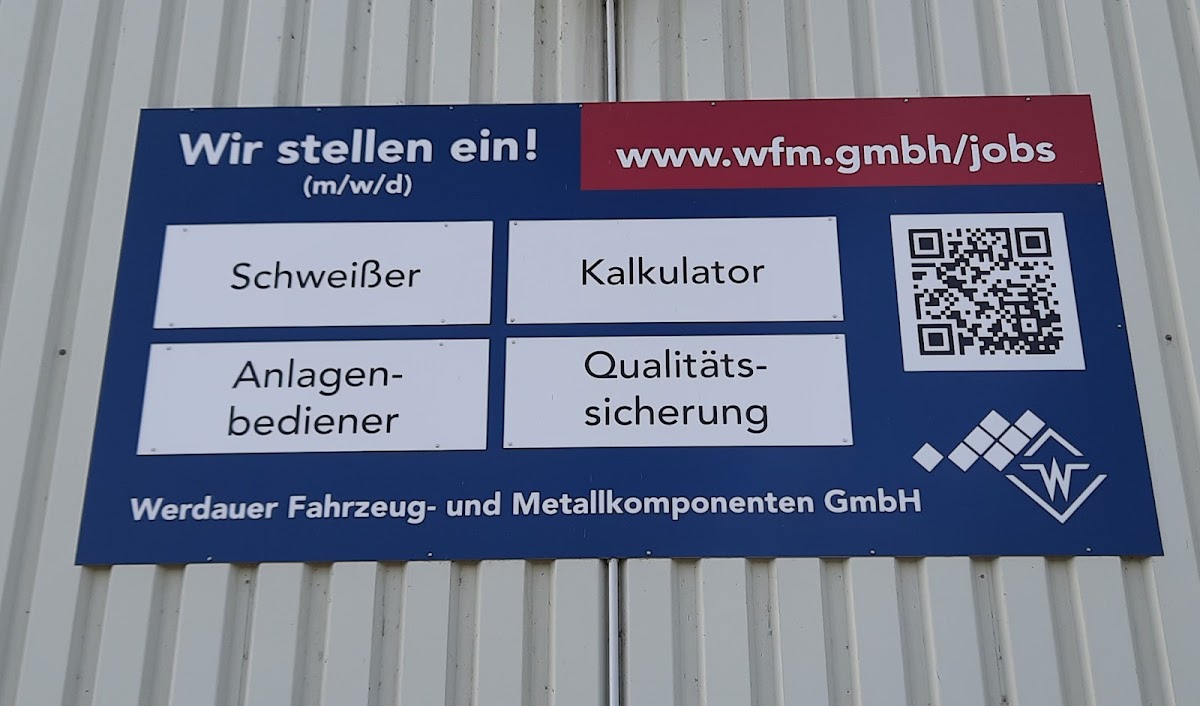 Wir stellen ein!
(m/w/d)
www.wfm.gmbh/jobs
Schweißer
Kalkulator
Anlagen-
bediener
Qualitäts-
sicherung
W
Werdauer Fahrzeug- und Metallkomponenten GmbH